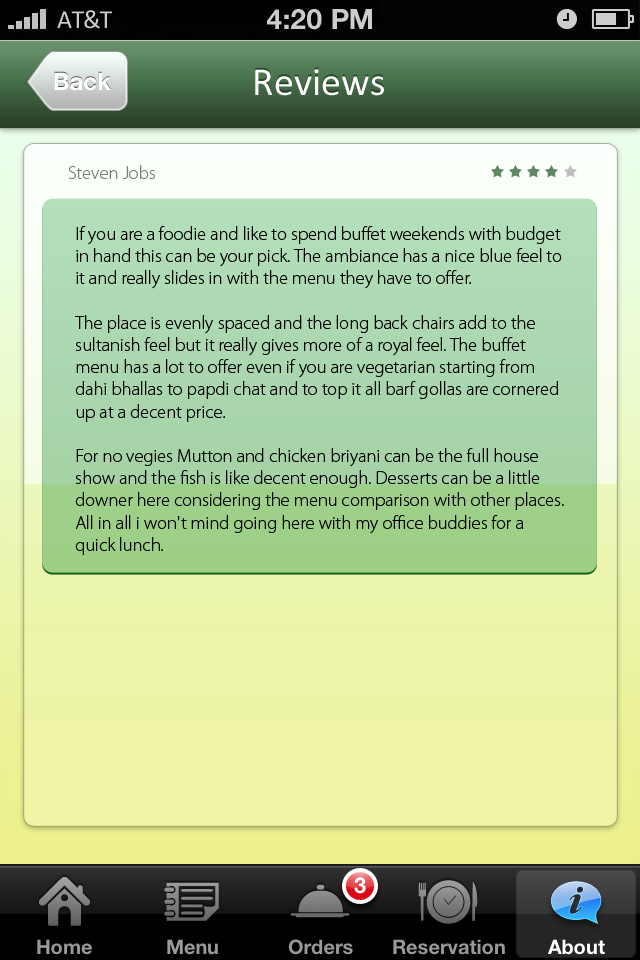 AT&T 4:20 PM
Back Reviews
Steven Jobs
If you are a foodie and like to spend buffet weekends with budget
in hand this can be your pick. The ambiance has a nice blue feel to
it and really slides in with the menu they have to offer.
The place is evenly spaced and the long back chairs add to the
sultanish feel but it really gives more of a royal feel. The buffet
menu has a lot to offer even if you are vegetarian starting from
dahi bhallas to papdi chat and to top it all barf gollas are cornered
up at a decent price.
For no vegies Mutton and chicken briyani can be the full house
show and the fish is like decent enough. Desserts can be a little
downer here considering the menu comparison with other places.
All in all i won't mind going here with my office buddies for a
quick lunch.
3
Home Menu Orders Reservation About